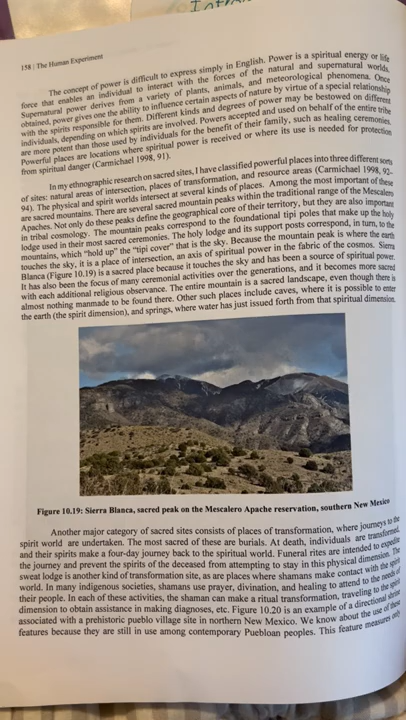 Intr
158 | The Human Experiment
The concept of power is difficult to express simply in English. Power is a spiritual energy or life
force that enables an individual to interact with the forces of the natural and supernatural worlds.
Supernatural power derives from a variety of plants, animals, and meteorological phenomena. Once
obtained, power gives one the ability to influence certain aspects of nature by virtue of a special relationship
with the spirits responsible for them. Different kinds and degrees of power may be bestowed on different
individuals, depending on which spirits are involved. Powers accepted and used on behalf of the entire tribe
are more potent than those used by individuals for the benefit of their family, such as healing ceremonies.
Powerful places are locations where spiritual power is received or where its use is needed for protection
from spiritual danger (Carmichael 1998, 91).
In my ethnographic research on sacred sites, I have classified powerful places into three different sorts
of sites: natural areas of intersection, places of transformation, and resource areas (Carmichael 1998, 92-
94). The physical and spirit worlds intersect at several kinds of places. Among the most important of these
are sacred mountains. There are several sacred mountain peaks within the traditional range of the Mescalero
Apaches. Not only do these peaks define the geographical core of their territory, but they are also important
in tribal cosmology. The mountain peaks correspond to the foundational tipi poles that make up the holy
lodge used in their most sacred ceremonies. The holy lodge and its support posts correspond, in turn, to the
mountains, which “hold up” the “tipi cover” that is the sky. Because the mountain peak is where the earth
touches the sky, it is a place of intersection, an axis of spiritual power in the fabric of the cosmos. Sierra
Blanca (Figure 10.19) is a sacred place because it touches the sky and has been a source of spiritual power.
It has also been the focus of many ceremonial activities over the generations, and it becomes more sacred
with each additional religious observance. The entire mountain is a sacred landscape, even though there is
almost nothing manmade to be found there. Other such places include caves, where it is possible to enter
the earth (the spirit dimension), and springs, where water has just issued forth from that spiritual dimension.
Figure 10.19: Sierra Blanca, sacred peak on the Mescalero Apache reservation, southern New Mexico
Another major category of sacred sites consists of places of transformation, where journeys to the
spirit world are undertaken. The most sacred of these are burials. At death, individuals are transformed,
and their spirits make a four-day journey back to the spiritual world. Funeral rites are intended to expedite
the journey and prevent the spirits of the deceased from attempting to stay in this physical dimension. The
sweat lodge is another kind of transformation site, as are places where shamans make contact with the spirit
world. In many indigenous societies, shamans use prayer, divination, and healing to attend to the needs of
their people. In each of these activities, the shaman can make a ritual transformation, traveling to the spirit
dimension to obtain assistance in making diagnoses, etc. Figure 10.20 is an example of a directional shrine
associated with a prehistoric pueblo village site in northern New Mexico. We know about the use of these
features because they are still in use among contemporary Puebloan peoples. This feature measures only